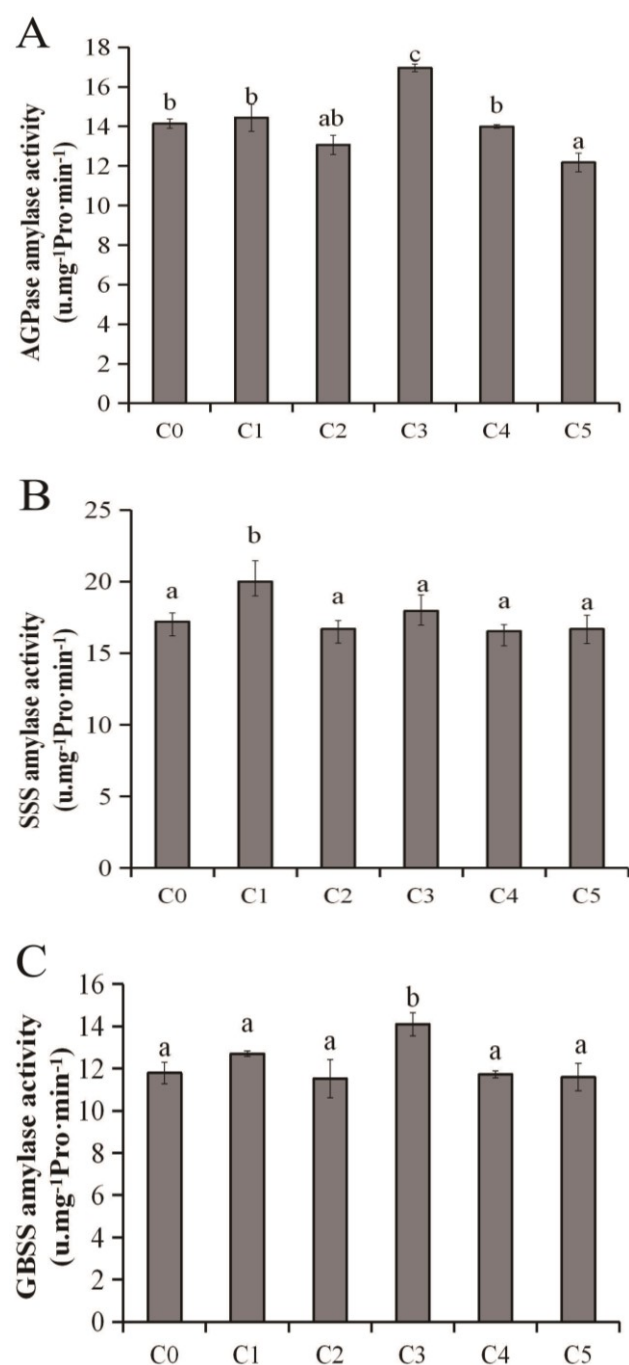 A
AGPase amylase activity
(u.mg⁻¹Pro·min⁻¹)
18
16
14
12
10
8
6
4
2
0
b
b
ab
c
b
a
C0 C1 C2 C3 C4 C5
B
SSS amylase activity
(u.mg⁻¹Pro·min⁻¹)
25
20
15
10
5
0
a
b
a
a
a
a
C0 C1 C2 C3 C4 C5
C
GBSS amylase activity
(u.mg⁻¹Pro·min⁻¹)
16
14
12
10
8
6
4
2
0
a
a
a
b
a
a
C0 C1 C2 C3 C4 C5